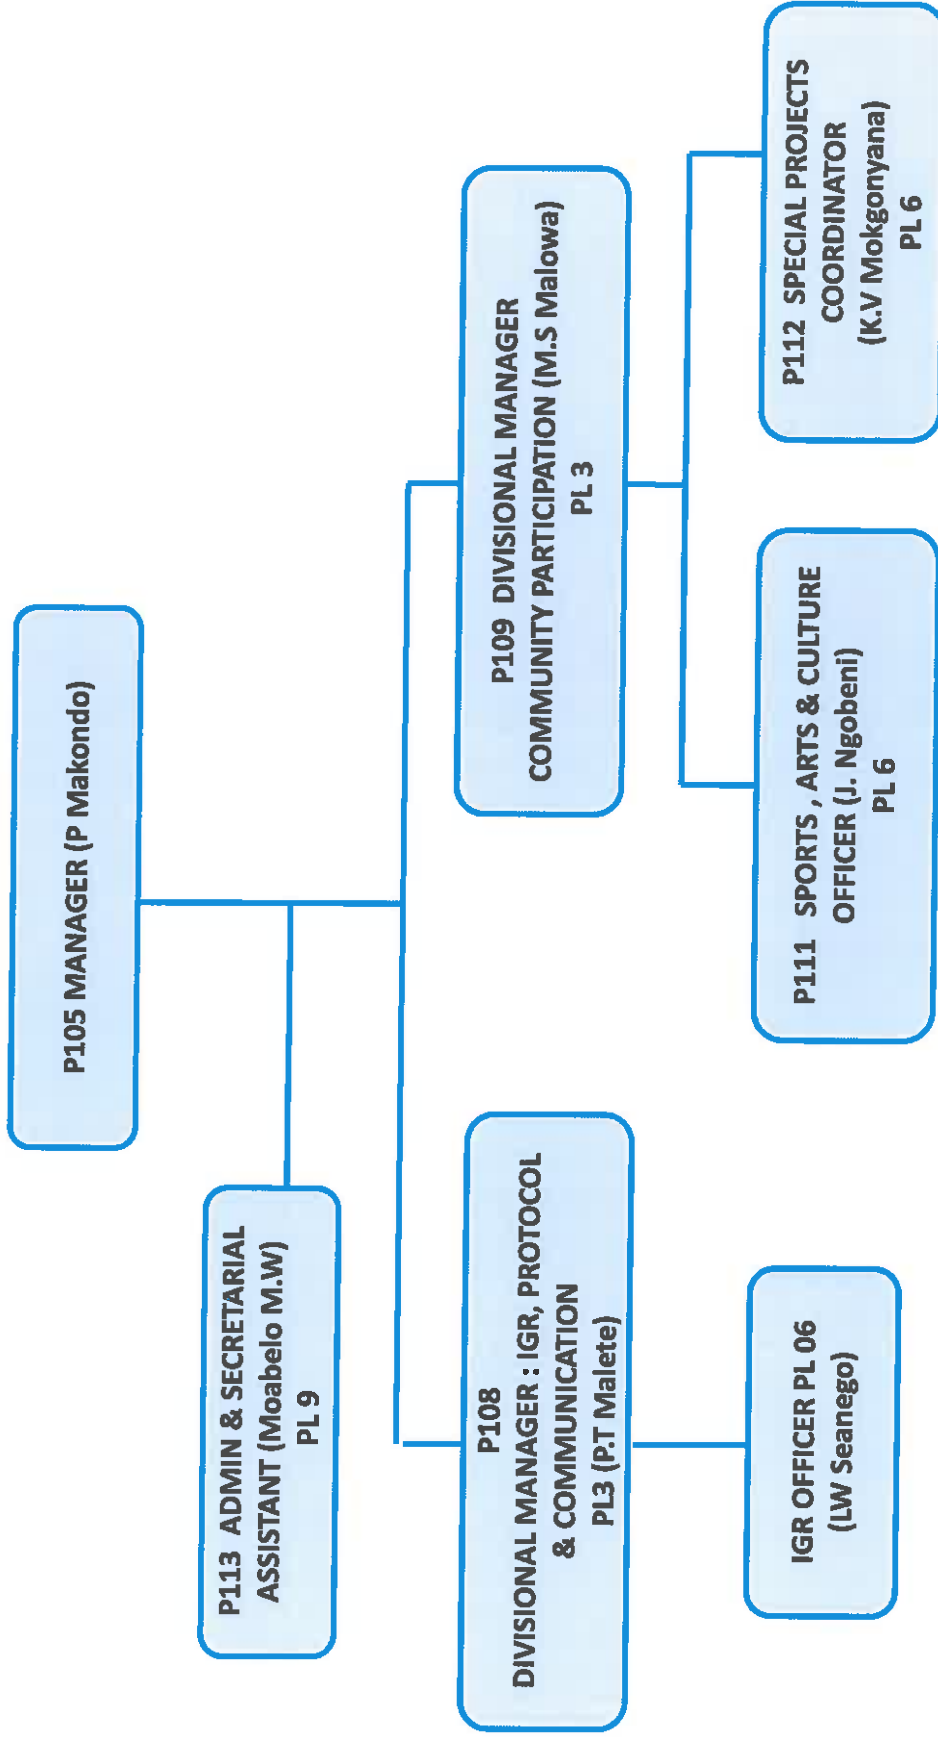 P105 MANAGER (P Makondo)
P113 ADMIN & SECRETARIAL
ASSISTANT (Moabelo M.W)
PL 9
P108
DIVISIONAL MANAGER : IGR, PROTOCOL
& COMMUNICATION
PL3 (P.T Malete)
P109 DIVISIONAL MANAGER
COMMUNITY PARTICIPATION (M.S Malowa)
PL 3
IGR OFFICER PL 06
(LW Seanego)
P111 SPORTS , ARTS & CULTURE
OFFICER (J. Ngobeni)
PL 6
P112 SPECIAL PROJECTS
COORDINATOR
(K.V Mokgonyana)
PL 6